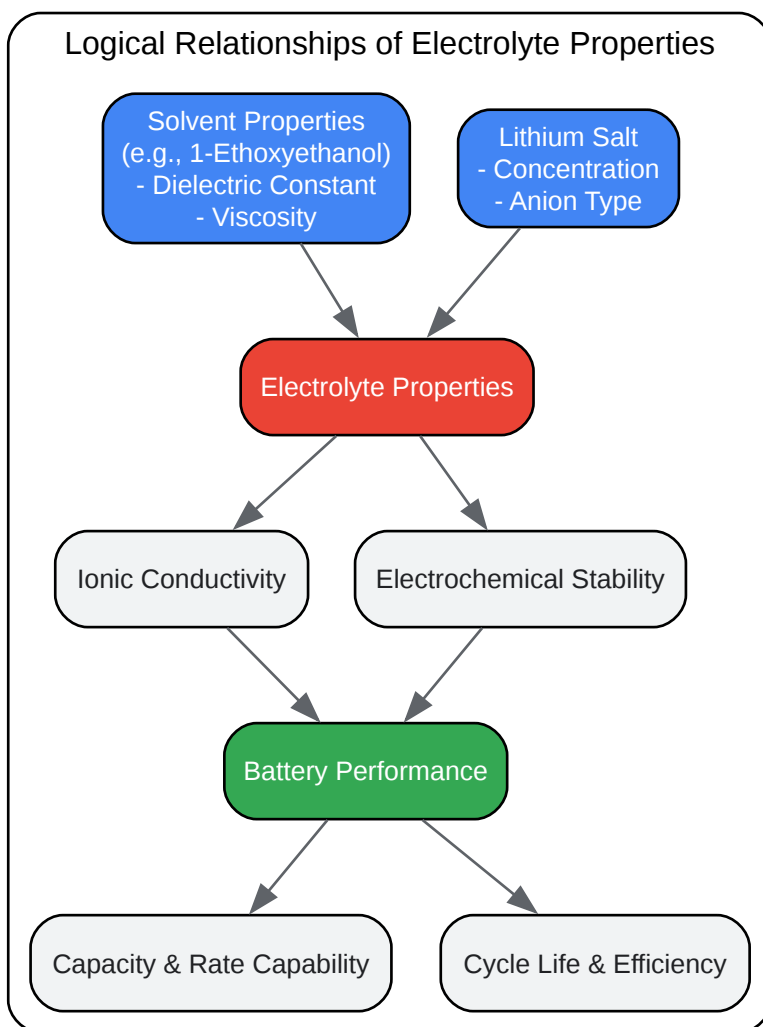 Logical Relationships of Electrolyte Properties
Solvent Properties
(e.g., 1-Ethoxyethanol)
- Dielectric Constant
- Viscosity
Lithium Salt
- Concentration
- Anion Type
Electrolyte Properties
Ionic Conductivity
Electrochemical Stability
Battery Performance
Capacity & Rate Capability
Cycle Life & Efficiency